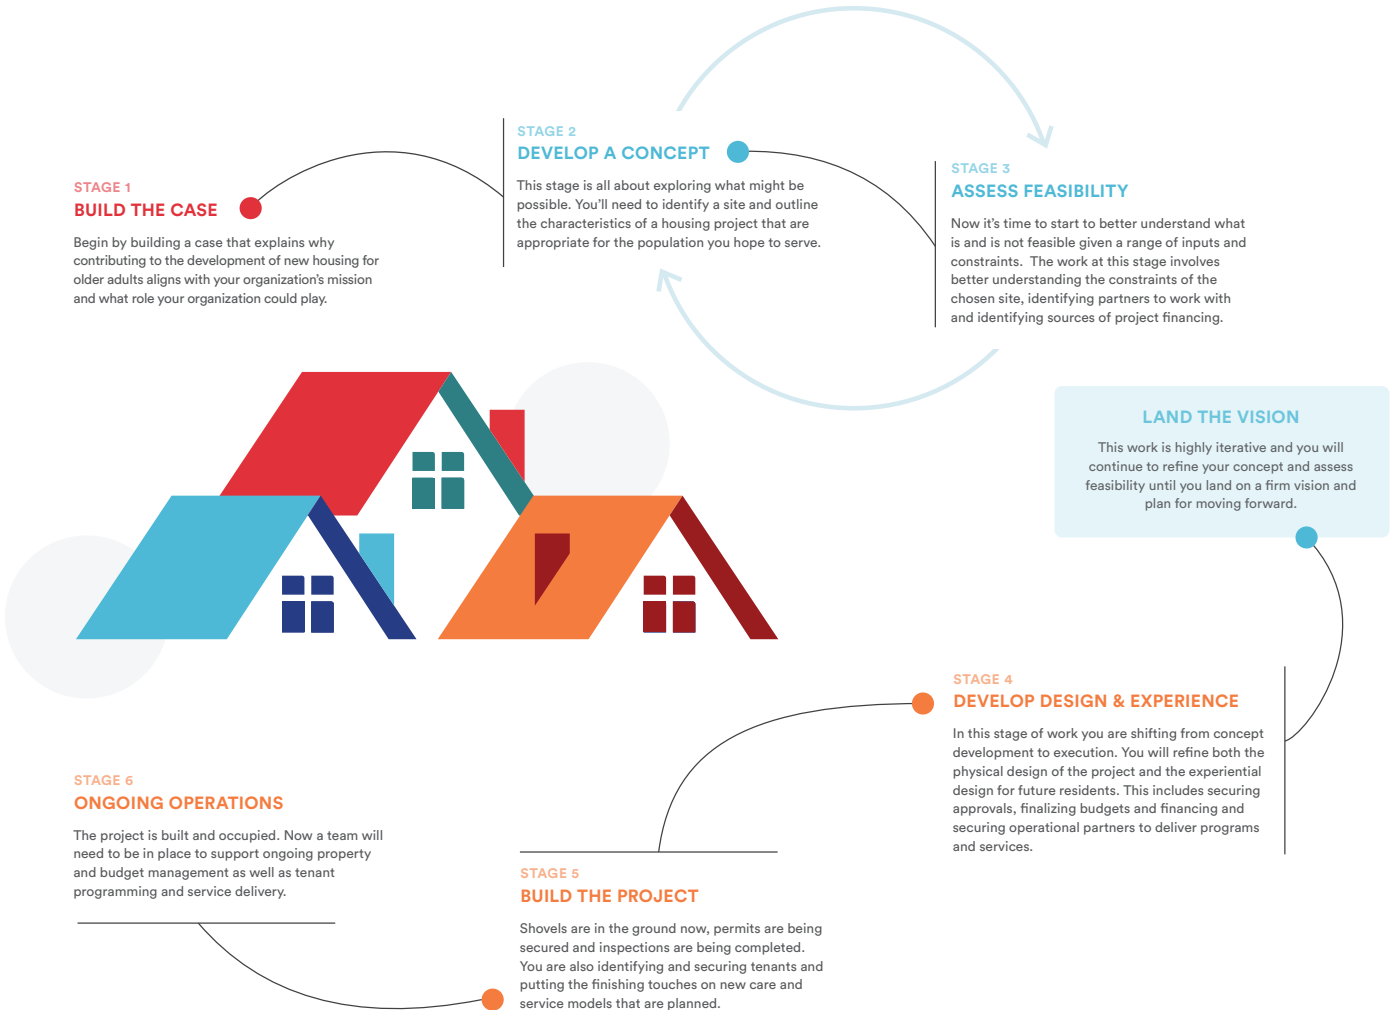 STAGE 1
BUILD THE CASE
Begin by building a case that explains why
contributing to the development of new housing for
older adults aligns with your organization’s mission
and what role your organization could play.
STAGE 2
DEVELOP A CONCEPT
This stage is all about exploring what might be
possible. You’ll need to identify a site and outline
the characteristics of a housing project that are
appropriate for the population you hope to serve.
STAGE 3
ASSESS FEASIBILITY
Now it’s time to start to better understand what
is and is not feasible given a range of inputs and
constraints.  The work at this stage involves
better understanding the constraints of the
chosen site, identifying partners to work with
and identifying sources of project financing.
LAND THE VISION
This work is highly iterative and you will
continue to refine your concept and assess
feasibility until you land on a firm vision and
plan for moving forward.
STAGE 4
DEVELOP DESIGN & EXPERIENCE
In this stage of work you are shifting from concept
development to execution. You will refine both the
physical design of the project and the experiential
design for future residents. This includes securing
approvals, finalizing budgets and financing and
securing operational partners to deliver programs
and services.
STAGE 5
BUILD THE PROJECT
Shovels are in the ground now, permits are being
secured and inspections are being completed.
You are also identifying and securing tenants and
putting the finishing touches on new care and
service models that are planned.
STAGE 6
ONGOING OPERATIONS
The project is built and occupied. Now a team will
need to be in place to support ongoing property
and budget management as well as tenant
programming and service delivery.